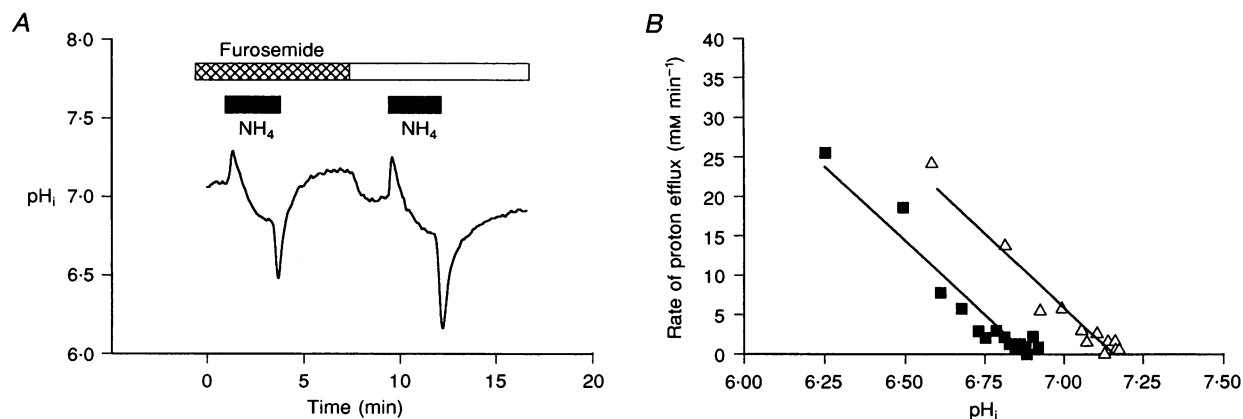 A
8·0
7·5
7·0
6·5
6·0
pHi
Furosemide
NH4
NH4
0
5
10
15
20
Time (min)
B
40
35
30
25
20
15
10
5
0
Rate of proton efflux (mM min−1)
6·00
6·25
6·50
6·75
7·00
7·25
7·50
pHi